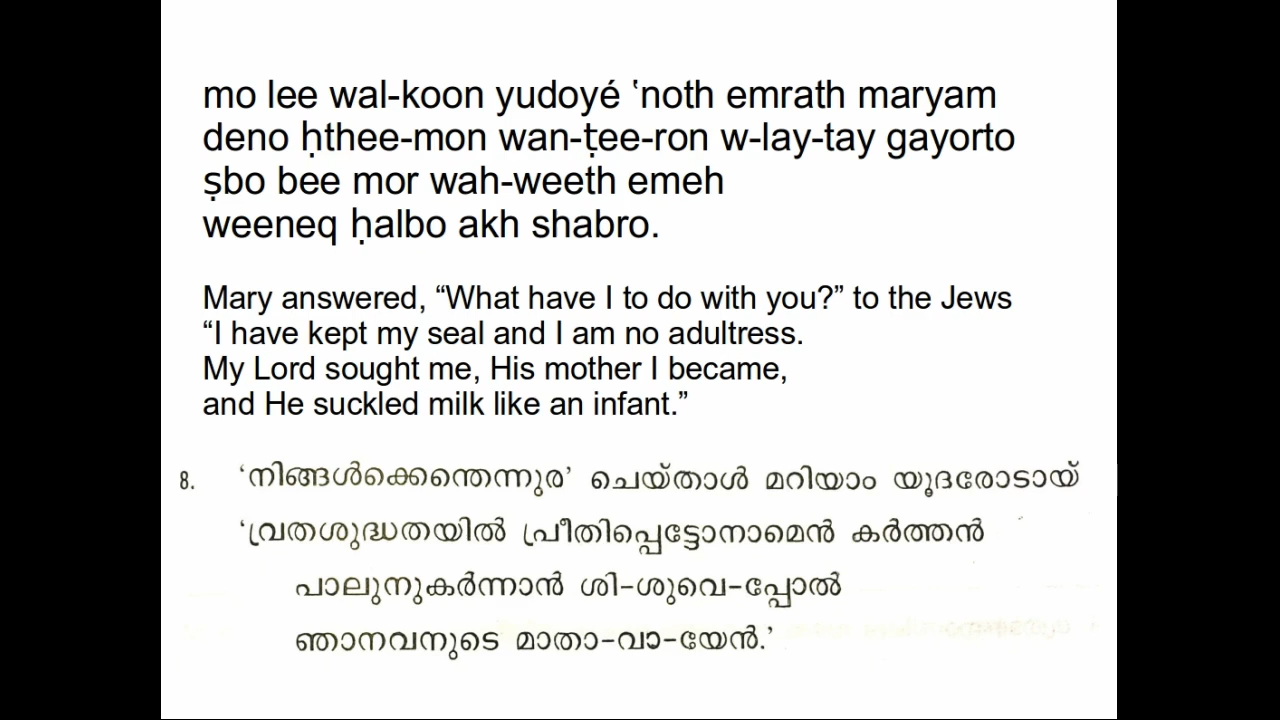 mo lee wal-koon yudoyé ‛noth emrath maryam
deno ḥthee-mon wan-ṭee-ron w-lay-tay gayorto
ṣbo bee mor wah-weeth emeh
weeneq ḥalbo akh shabro.
Mary answered, “What have I to do with you?” to the Jews
“I have kept my seal and I am no adultress.
My Lord sought me, His mother I became,
and He suckled milk like an infant.”
8. ‘നിങ്ങൾക്കെന്തെന്നുര’ ചെയ്താൾ മറിയാം യൂദരോടായ്
‘വ്രതശുദ്ധതയിൽ പ്രീതിപ്പെട്ടോനാമെൻ കർത്തൻ
പാലുനുകർന്നാൻ ശി-ശുവെ-പ്പോൽ
ഞാനവനുടെ മാതാ-വാ-യേൻ.’